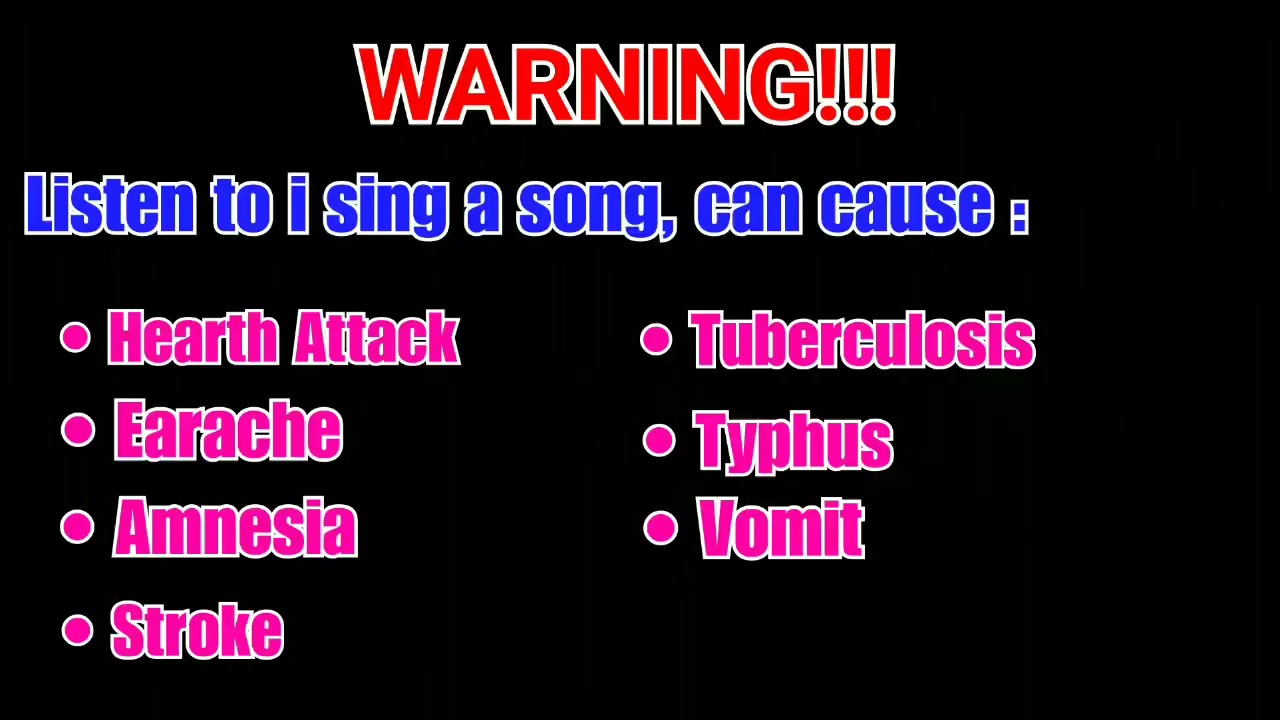 WARNING!!!
Listen to i sing a song, can cause :
• Hearth Attack
• Earache
• Amnesia
• Stroke
• Tuberculosis
• Typhus
• Vomit